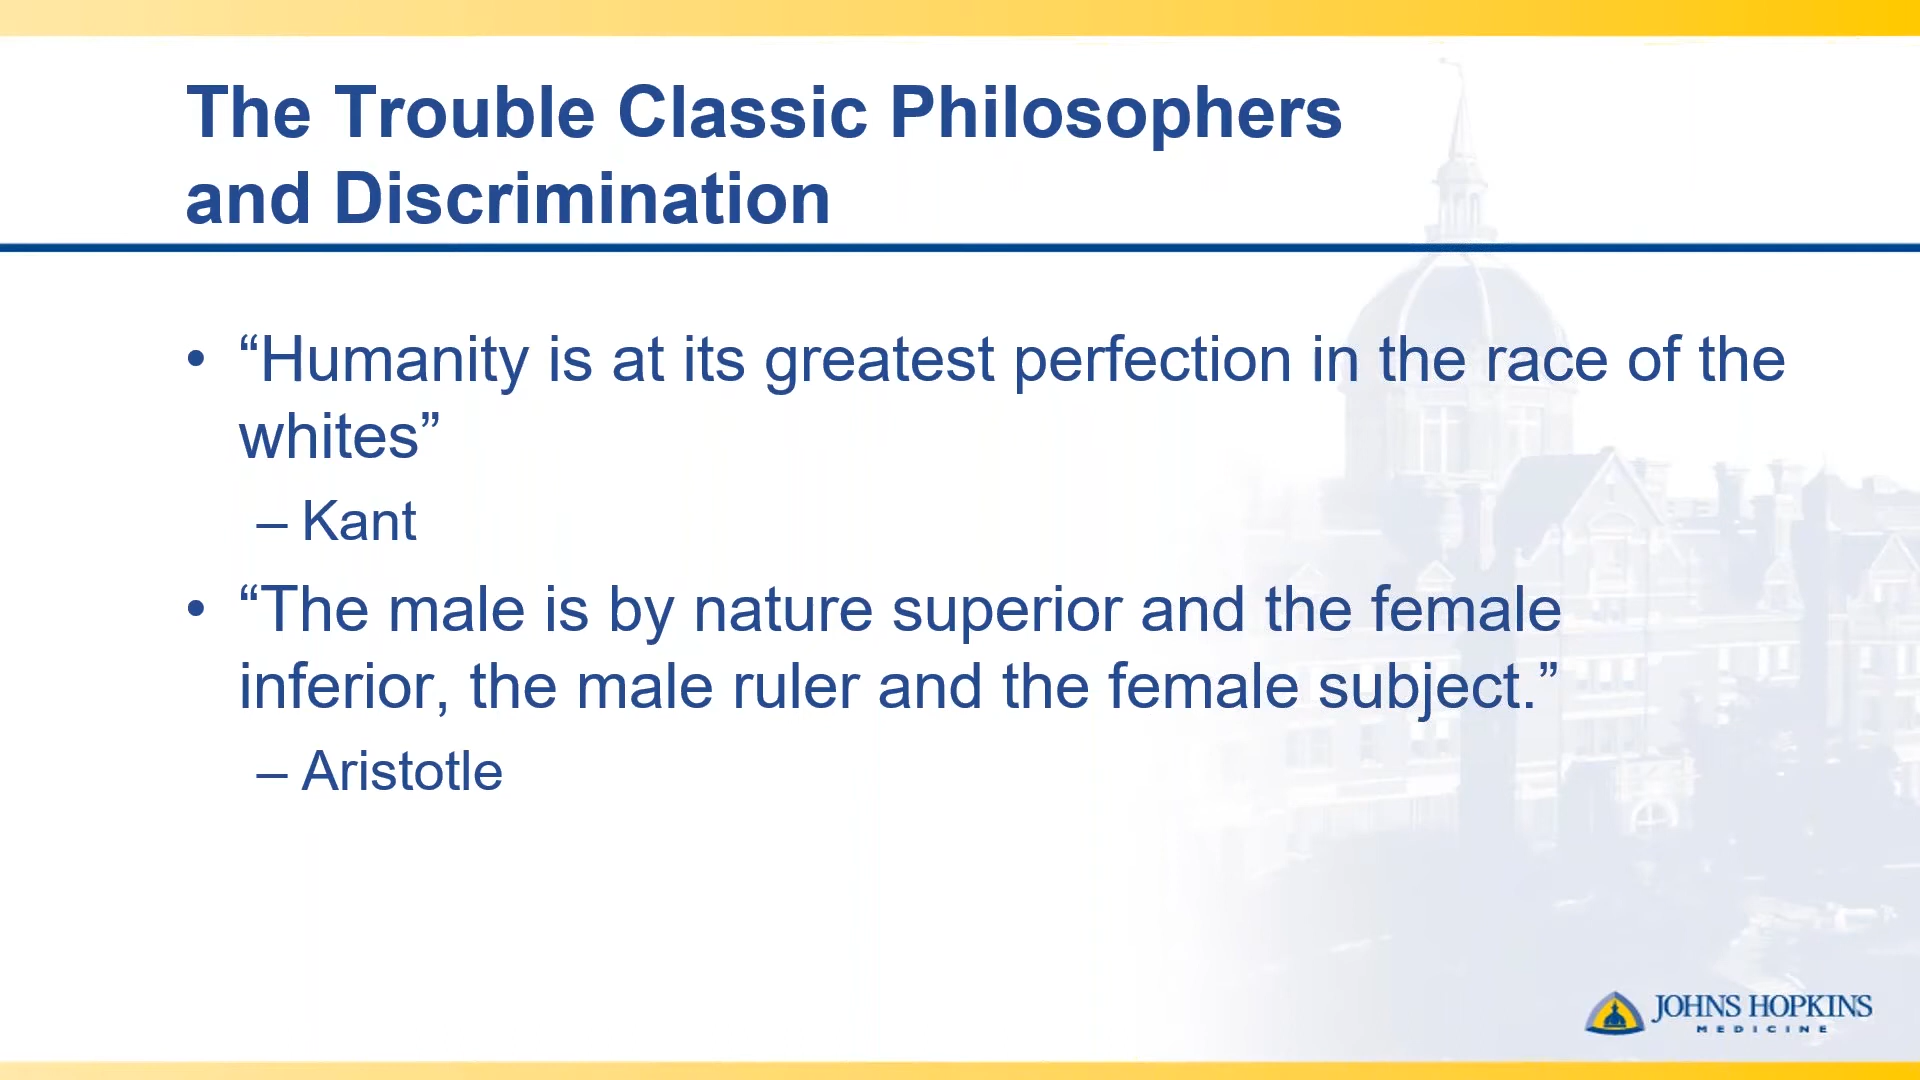 The Trouble Classic Philosophers
and Discrimination
• “Humanity is at its greatest perfection in the race of the
whites”
– Kant
• “The male is by nature superior and the female
inferior, the male ruler and the female subject.”
– Aristotle
JOHNS HOPKINS
MEDICINE